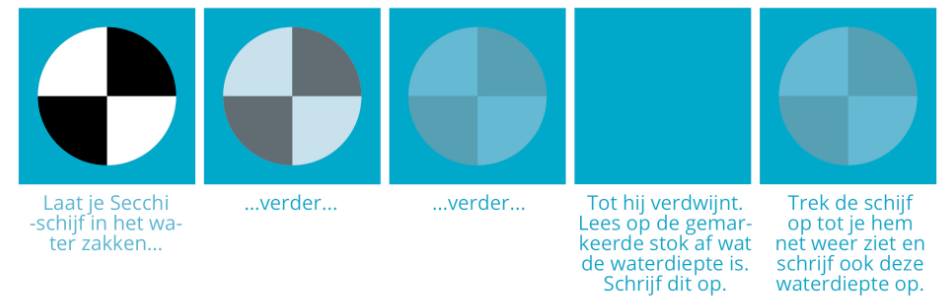 Laat je Secchi
-schijf in het wa-
ter zakken...
...verder...
...verder...
Tot hij verdwijnt.
Lees op de gemar-
keerde stok af wat
de waterdiepte is.
Schrijf dit op.
Trek de schijf
op tot je hem
net weer ziet en
schrijf ook deze
waterdiepte op.